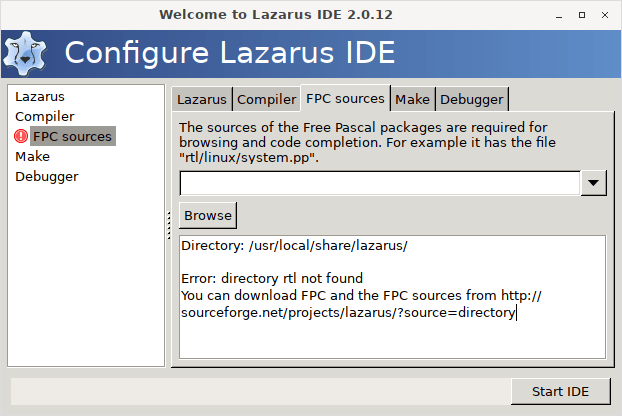 Welcome to Lazarus IDE 2.0.12
Configure Lazarus IDE
Lazarus
Compiler
FPC sources
Make
Debugger
Lazarus Compiler FPC sources Make Debugger
The sources of the Free Pascal packages are required for
browsing and code completion. For example it has the file
"rtl/linux/system.pp".
Browse
Directory: /usr/local/share/lazarus/
Error: directory rtl not found
You can download FPC and the FPC sources from http://
sourceforge.net/projects/lazarus/?source=directory
Start IDE